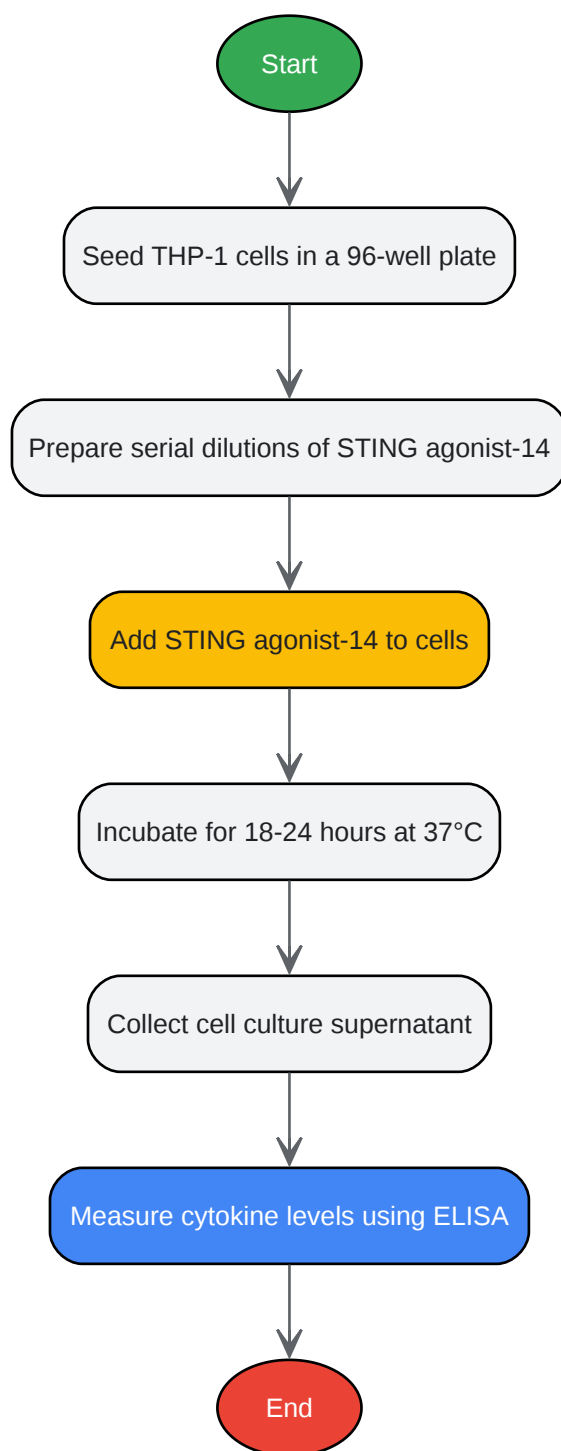 Start
Seed THP-1 cells in a 96-well plate
Prepare serial dilutions of STING agonist-14
Add STING agonist-14 to cells
Incubate for 18-24 hours at 37°C
Collect cell culture supernatant
Measure cytokine levels using ELISA
End